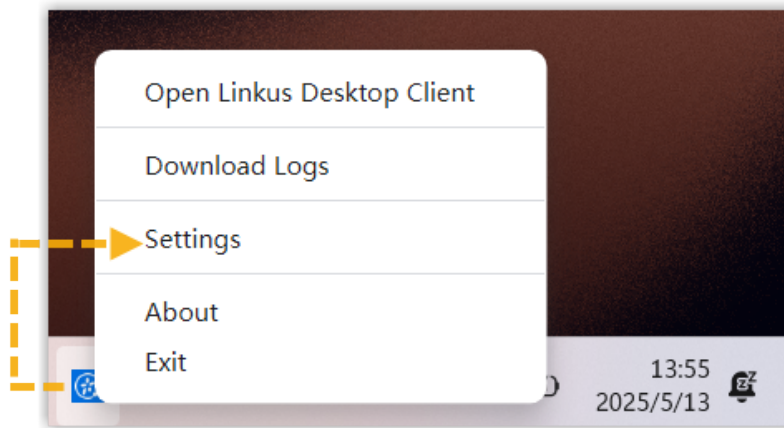 Open Linkus Desktop Client
Download Logs
Settings
About
Exit
13:55
2025/5/13